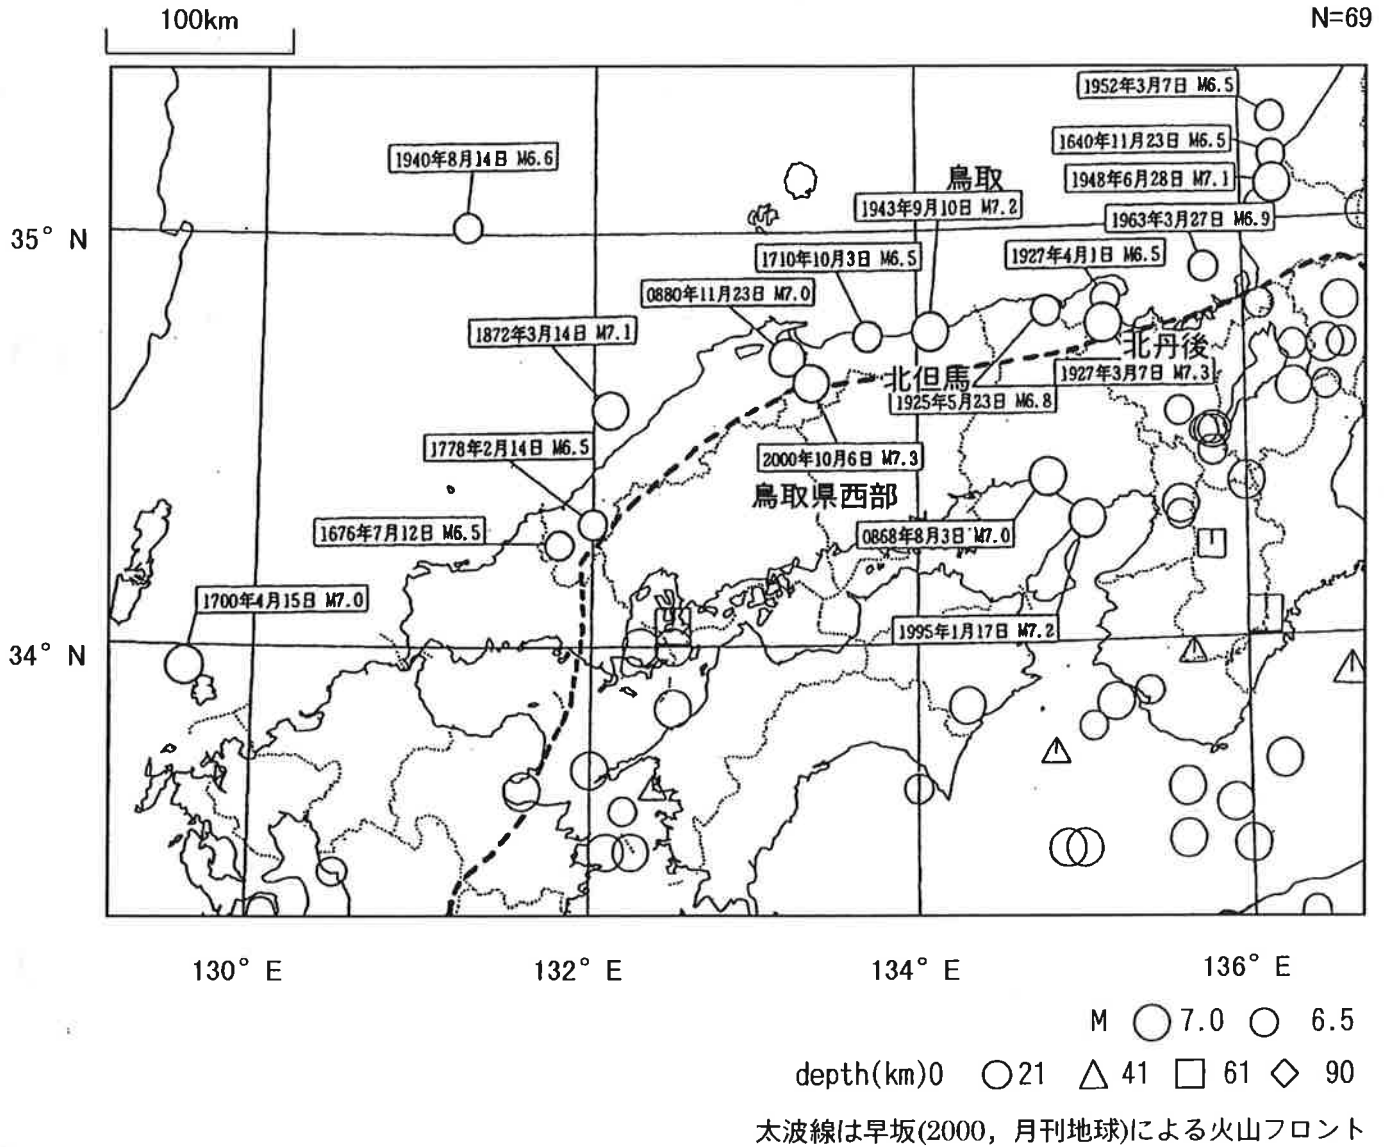 100km
N=69
1952年3月7日 M6.5
1640年11月23日 M6.5
1940年8月14日 M6.6
1948年6月28日 M7.1
鳥取
1943年9月10日 M7.2
1963年3月27日 M6.9
35° N
1710年10月3日 M6.5
1927年4月1日 M6.5
0880年11月23日 M7.0
1872年3月14日 M7.1
北丹後
1927年3月7日 M7.3
北但馬
1925年5月23日 M6.8
1778年2月14日 M6.5
2000年10月6日 M7.3
鳥取県西部
1676年7月12日 M6.5
0868年8月3日 M7.0
1700年4月15日 M7.0
1995年1月17日 M7.2
34° N
130° E
132° E
134° E
136° E
M 7.0 6.5
depth(km)0 21 41 61 90
太波線は早坂(2000, 月刊地球)による火山フロント